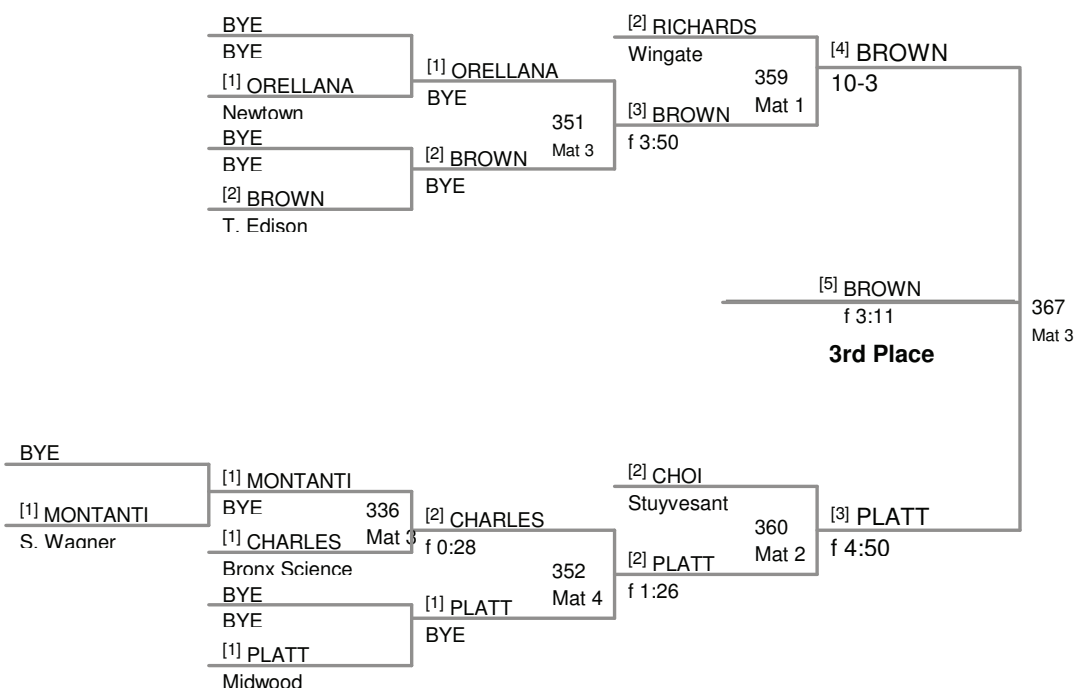 BYE
BYE
[1] ORELLANA
Newtown
BYE
BYE
[2] BROWN
T. Edison
[1] ORELLANA
BYE
[2] BROWN
BYE
351
Mat 3
[2] RICHARDS
Wingate
[3] BROWN
f 3:50
359
Mat 1
[4] BROWN
10-3
[5] BROWN
f 3:11
3rd Place
367
Mat 3
BYE
[1] MONTANTI
S. Wagner
[1] MONTANTI
BYE
[1] CHARLES
Bronx Science
336
Mat 3
BYE
BYE
[1] PLATT
Midwood
[2] CHARLES
f 0:28
[1] PLATT
BYE
352
Mat 4
[2] CHOI
Stuyvesant
[2] PLATT
f 1:26
360
Mat 2
[3] PLATT
f 4:50